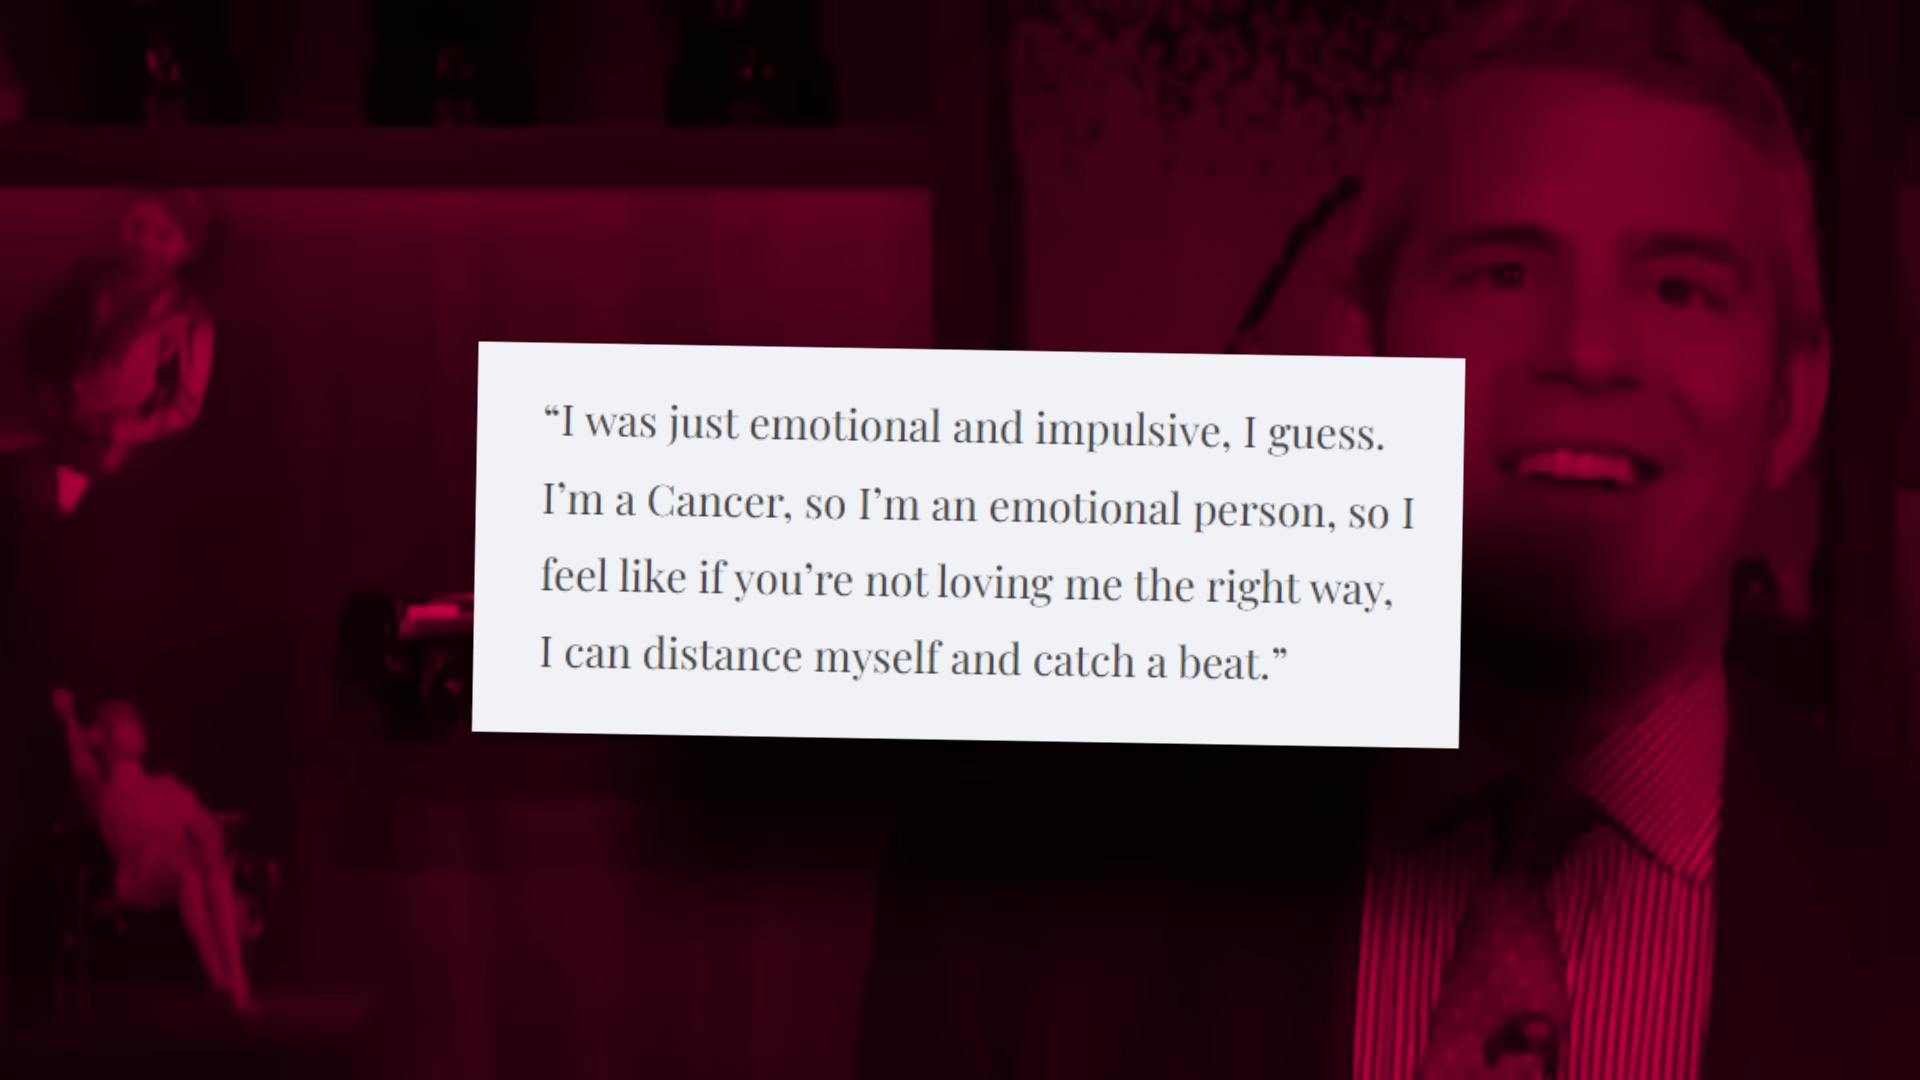 “I was just emotional and impulsive, I guess.
I’m a Cancer, so I’m an emotional person, so I
feel like if you’re not loving me the right way,
I can distance myself and catch a beat.”